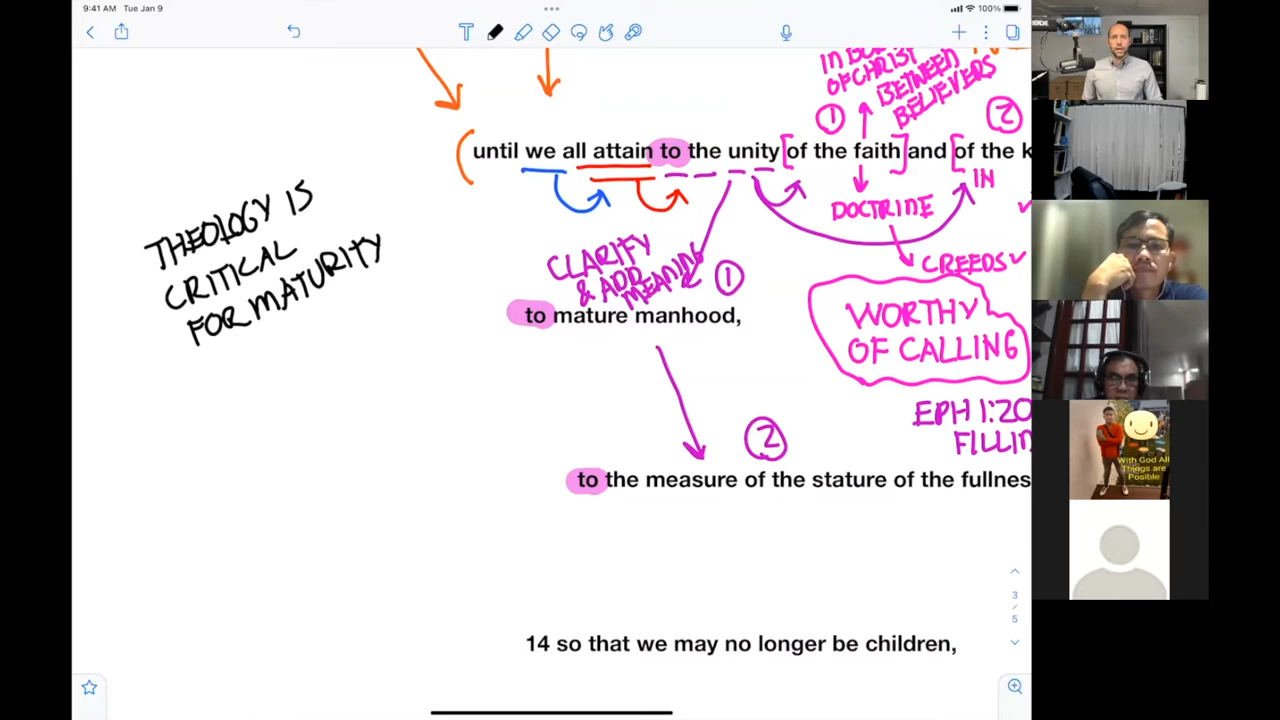 9:41 AM Tue Jan 9
100%
IN
OF CHRIST
BETWEEN
BELIEVERS
1
2
(until we all attain to the unity [of the faith] and [of the k
IN
DOCTRINE
CREEDS
THEOLOGY IS
CRITICAL
FOR MATURITY
CLARIFY
& ADD
MEANING
1
to mature manhood,
WORTHY
OF CALLING
EPH 1:20
FILLIN
2
to the measure of the stature of the fullnes
With God All
Things are
Posible
3
/
5
14 so that we may no longer be children,